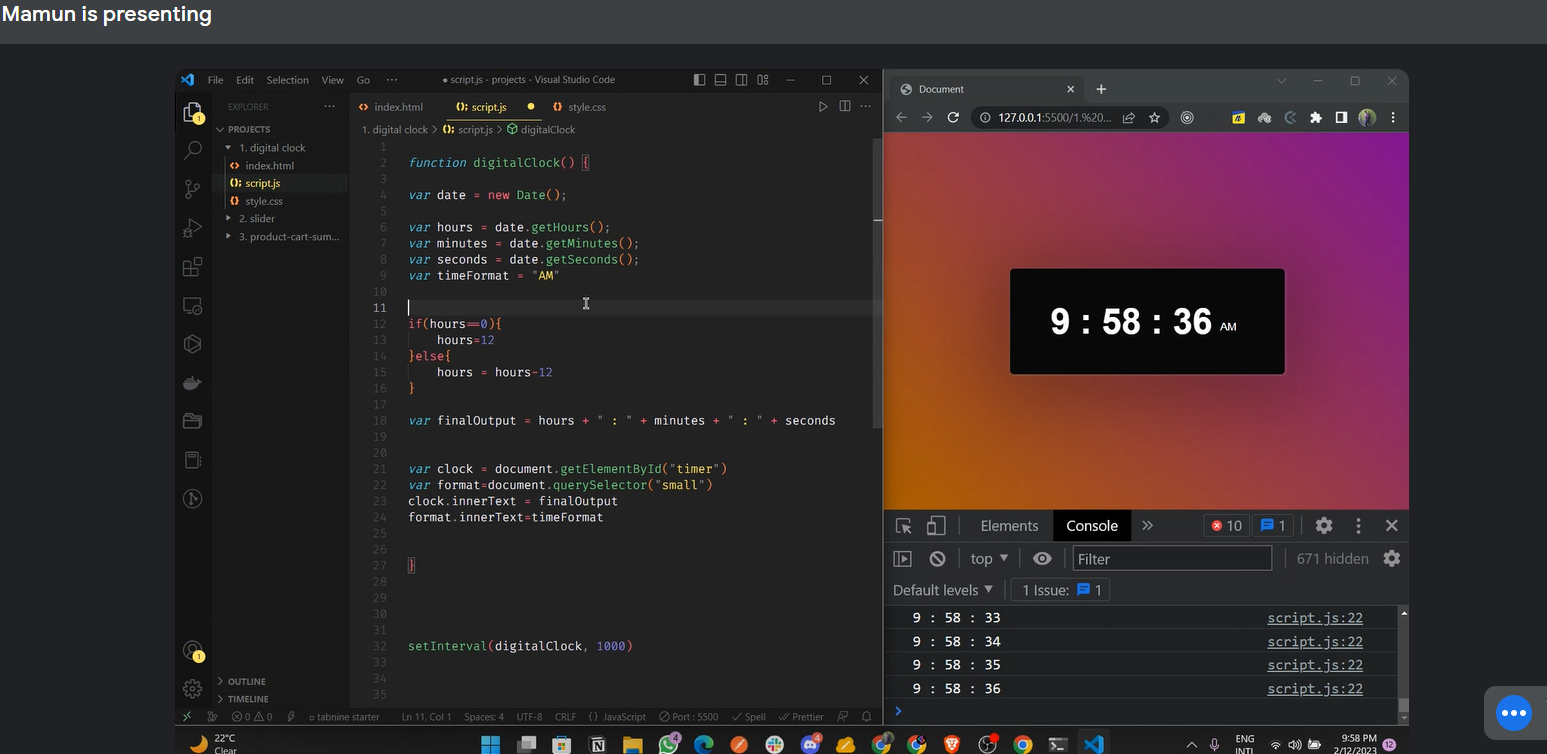 Mamun is presenting
File Edit Selection View Go ··· ● script.js - projects - Visual Studio Code
EXPLORER ···
PROJECTS
1. digital clock
index.html
script.js
style.css
2. slider
3. product-cart-sum...
OUTLINE
TIMELINE
index.html script.js style.css
1. digital clock > script.js > digitalClock
1
2 function digitalClock() {
3
4 var date = new Date();
5
6 var hours = date.getHours();
7 var minutes = date.getMinutes();
8 var seconds = date.getSeconds();
9 var timeFormat = "AM"
10
11
12 if(hours==0){
13 hours=12
14 }else{
15 hours = hours-12
16 }
17
18 var finalOutput = hours + " : " + minutes + " : " + seconds
19
20
21 var clock = document.getElementById("timer")
22 var format=document.querySelector("small")
23 clock.innerText = finalOutput
24 format.innerText=timeFormat
25
26
27 }
28
29
30
31
32 setInterval(digitalClock, 1000)
33
34
35
0 0 tabnine starter Ln 11, Col 1 Spaces: 4 UTF-8 CRLF {} JavaScript Port : 5500 Spell Prettier
Document
127.0.0.1:5500/1.%20...
9 : 58 : 36 AM
Elements Console » 10 1
top Filter 671 hidden
Default levels 1 Issue: 1
9 : 58 : 33 script.js:22
9 : 58 : 34 script.js:22
9 : 58 : 35 script.js:22
9 : 58 : 36 script.js:22
>
22°C
Clear
ENG
INTL
9:58 PM
2/12/2023
12